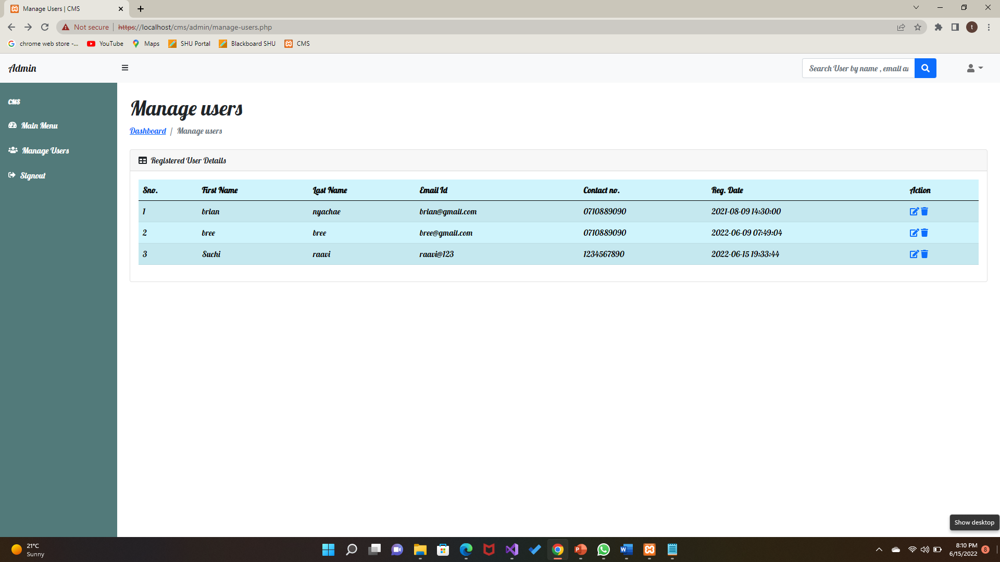 Manage Users | CMS
Not secure | https://localhost/cms/admin/manage-users.php
t
chrome web store -... YouTube Maps SHU Portal Blackboard SHU CMS
Admin
Search User by name , email a
CMS
Main Menu
Manage Users
Signout
Manage users
Dashboard / Manage users
Registered User Details
Sno. First Name Last Name Email Id Contact no. Reg. Date Action
1 brian nyachae brian@gmail.com 0710889090 2021-08-09 14:30:00
2 bree bree bree@gmail.com 0710889090 2022-06-09 07:49:04
3 Suchi raavi raavi@123 1234567890 2022-06-15 19:33:44
Show desktop
21°C
Sunny
8:10 PM
6/15/2022
8